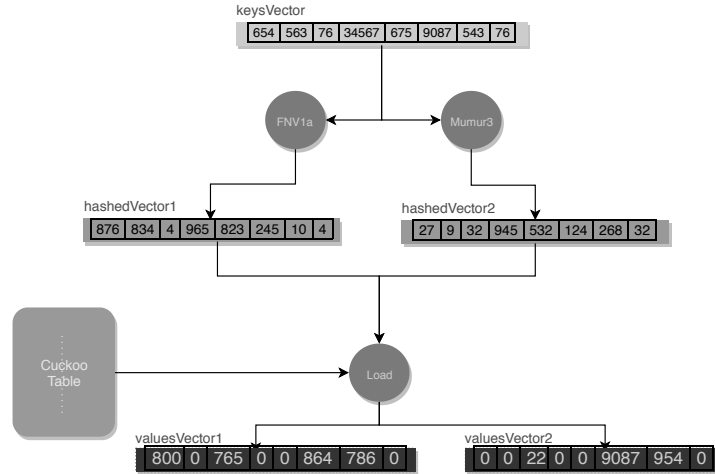 keysVector
654 563 76 34567 675 9087 543 76
FNV1a
Mumur3
hashedVector1
876 834 4 965 823 245 10 4
hashedVector2
27 9 32 945 532 124 268 32
Cuckoo
Table
Load
valuesVector1
800 0 765 0 0 864 786 0
valuesVector2
0 0 22 0 0 9087 954 0